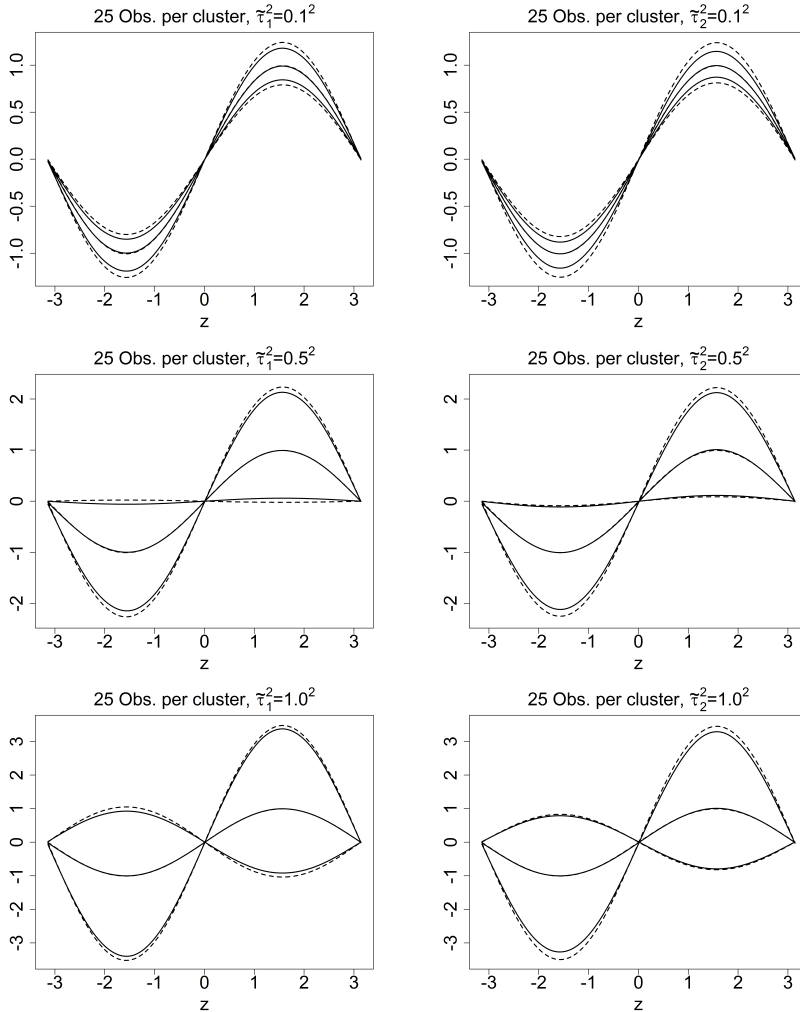 25 Obs. per cluster, τ̃₁²=0.1²
1.0
0.5
0.0
-0.5
-1.0
-3 -2 -1 0 1 2 3
z
25 Obs. per cluster, τ̃₂²=0.1²
1.0
0.5
0.0
-0.5
-1.0
-3 -2 -1 0 1 2 3
z
25 Obs. per cluster, τ̃₁²=0.5²
2
1
0
-1
-2
-3 -2 -1 0 1 2 3
z
25 Obs. per cluster, τ̃₂²=0.5²
2
1
0
-1
-2
-3 -2 -1 0 1 2 3
z
25 Obs. per cluster, τ̃₁²=1.0²
3
2
1
0
-1
-2
-3
-3 -2 -1 0 1 2 3
z
25 Obs. per cluster, τ̃₂²=1.0²
3
2
1
0
-1
-2
-3
-3 -2 -1 0 1 2 3
z